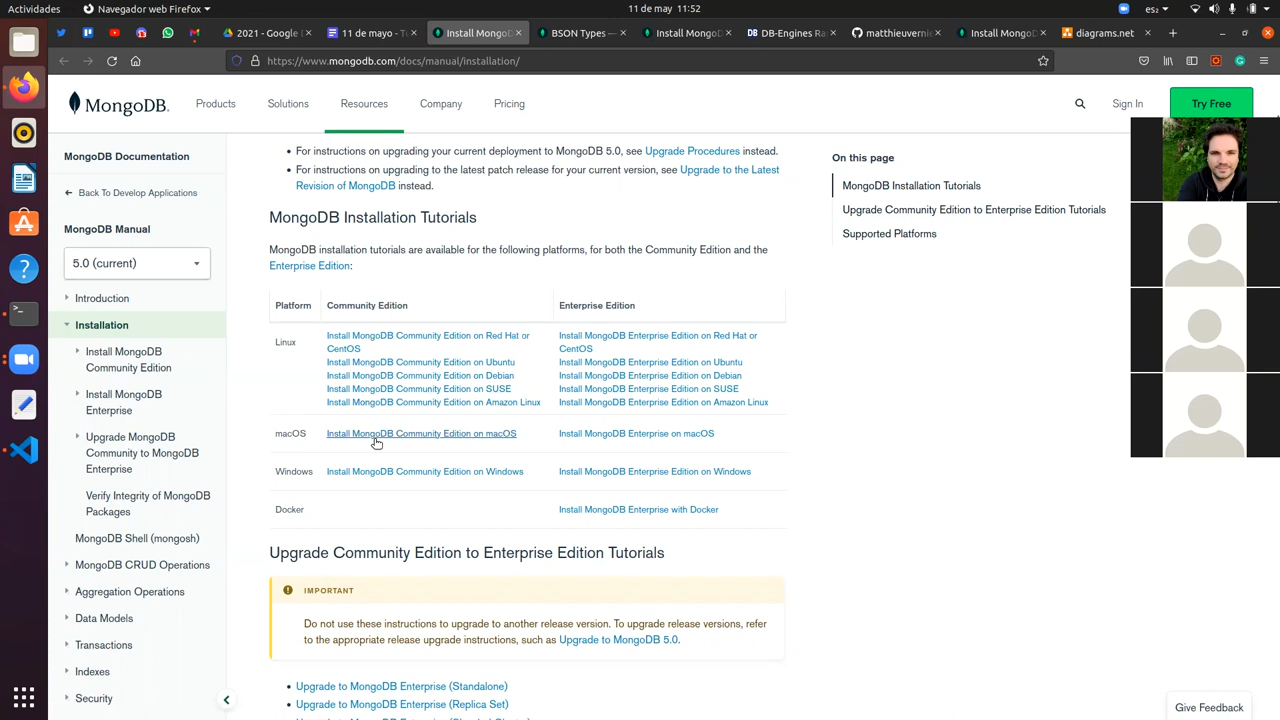 Actividades
Navegador web Firefox
11 de may 11:52
es2
2021 - Google D
11 de mayo - Tu
Install MongoD
BSON Types —
Install MongoD
DB-Engines Ra
matthieuvernie
Install MongoD
diagrams.net
https://www.mongodb.com/docs/manual/installation/
MongoDB.
Products
Solutions
Resources
Company
Pricing
Sign In
Try Free
MongoDB Documentation
Back To Develop Applications
MongoDB Manual
5.0 (current)
Introduction
Installation
Install MongoDB
Community Edition
Install MongoDB
Enterprise
Upgrade MongoDB
Community to MongoDB
Enterprise
Verify Integrity of MongoDB
Packages
MongoDB Shell (mongosh)
MongoDB CRUD Operations
Aggregation Operations
Data Models
Transactions
Indexes
Security
For instructions on upgrading your current deployment to MongoDB 5.0, see Upgrade Procedures instead.
For instructions on upgrading to the latest patch release for your current version, see Upgrade to the Latest
Revision of MongoDB instead.
MongoDB Installation Tutorials
MongoDB installation tutorials are available for the following platforms, for both the Community Edition and the
Enterprise Edition:
Platform Community Edition Enterprise Edition
Linux
Install MongoDB Community Edition on Red Hat or
CentOS
Install MongoDB Community Edition on Ubuntu
Install MongoDB Community Edition on Debian
Install MongoDB Community Edition on SUSE
Install MongoDB Community Edition on Amazon Linux
Install MongoDB Enterprise Edition on Red Hat or
CentOS
Install MongoDB Enterprise Edition on Ubuntu
Install MongoDB Enterprise Edition on Debian
Install MongoDB Enterprise Edition on SUSE
Install MongoDB Enterprise Edition on Amazon Linux
macOS Install MongoDB Community Edition on macOS Install MongoDB Enterprise on macOS
Windows Install MongoDB Community Edition on Windows Install MongoDB Enterprise Edition on Windows
Docker Install MongoDB Enterprise with Docker
Upgrade Community Edition to Enterprise Edition Tutorials
IMPORTANT
Do not use these instructions to upgrade to another release version. To upgrade release versions, refer
to the appropriate release upgrade instructions, such as Upgrade to MongoDB 5.0.
Upgrade to MongoDB Enterprise (Standalone)
Upgrade to MongoDB Enterprise (Replica Set)
On this page
MongoDB Installation Tutorials
Upgrade Community Edition to Enterprise Edition Tutorials
Supported Platforms
Give Feedback